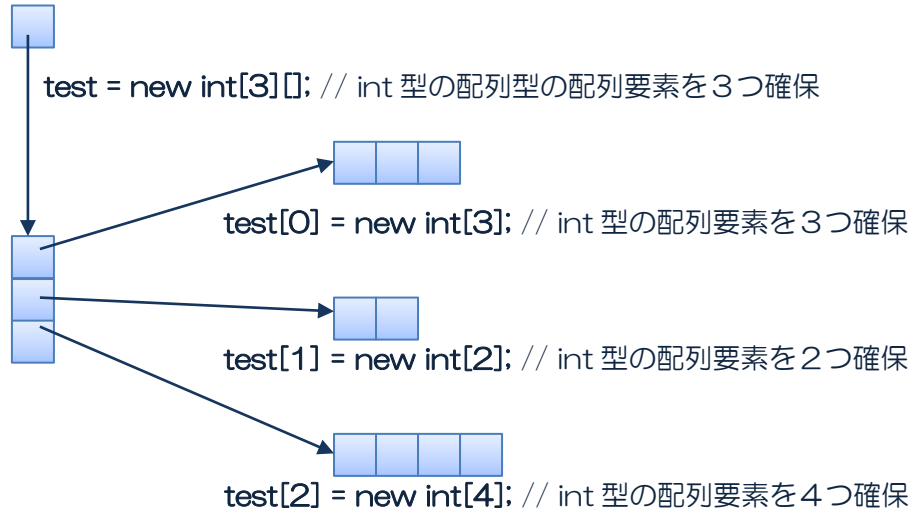 test = new int[3][]; // int 型の配列型の配列要素を３つ確保
test[0] = new int[3]; // int 型の配列要素を３つ確保
test[1] = new int[2]; // int 型の配列要素を２つ確保
test[2] = new int[4]; // int 型の配列要素を４つ確保